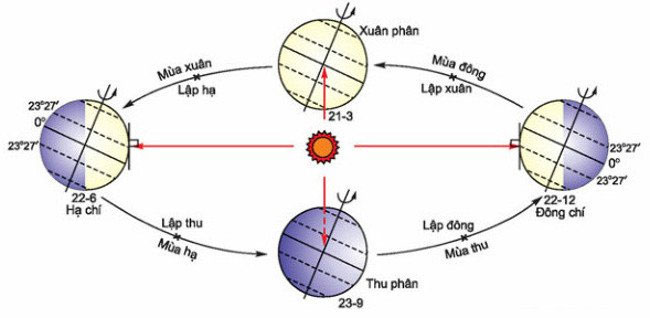 Xuân phân
21-3
Mùa xuân
Lập hạ
Mùa đông
Lập xuân
23°27'
0°
23°27'
22-6
Hạ chí
23°27'
0°
23°27'
22-12
Đông chí
Lập thu
Mùa hạ
Lập đông
Mùa thu
Thu phân
23-9